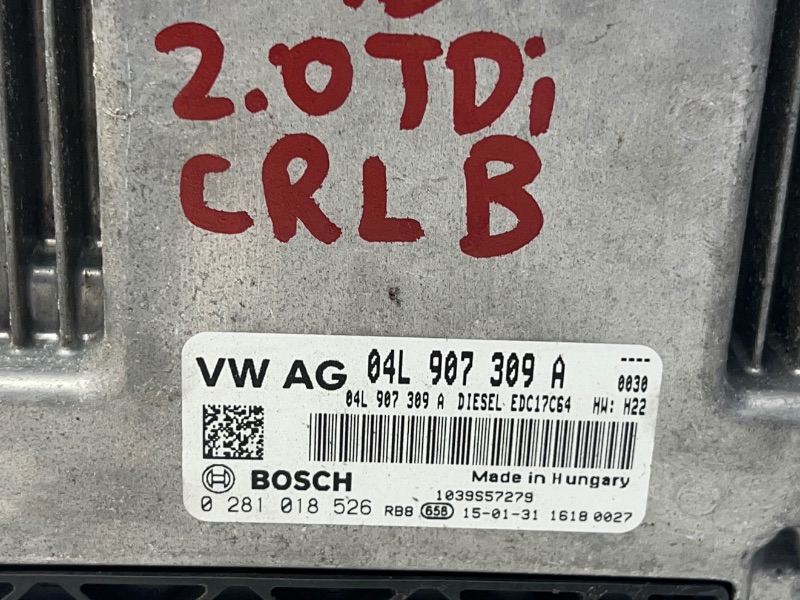 2.0TDi
CRLB
VW AG 04L 907 309 A ----
0030
04L 907 309 A DIESEL EDC17C64 HW: H22
BOSCH Made in Hungary
1039S57279
0 281 018 526 RB8 658 15-01-31 1618 0027